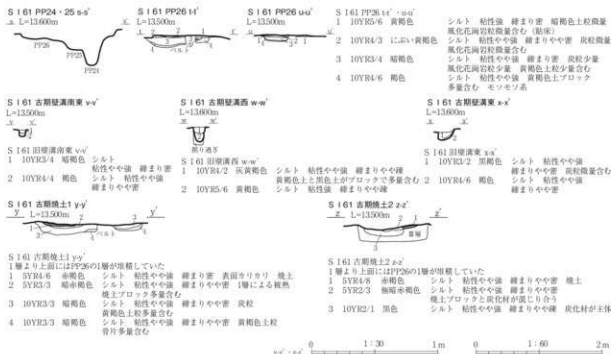 S I 61 PP24・25 s-s'
L=13.600m
PP26
PP25
PP24
S I 61 PP26 t-t'
L=13.500m
ベルト
S I 61 PP26 u-u'
L=13.500m
S I 61 PP26 t-t'・u-u'
1 10YR5/6 黄褐色 シルト 粘性強 締まり密 暗褐色土粒微量
風化花崗岩粒微量含む(貼床)
2 10YR4/3 にぶい黄褐色 シルト 粘性やや強 締まりやや密 炭粒微量
風化花崗岩粒微量含む
3 10YR3/4 暗褐色 シルト 粘性やや強 締まり密 炭粒少量
風化花崗岩粒少量 黄褐色土粒少量含む
4 10YR4/6 褐色 シルト 粘性やや強 黄褐色土ブロック
多量含む モソモソ系
S I 61 古期壁溝南東 v-v'
L=13.600m
S I 61 旧壁溝南東 v-v'
1 10YR3/4 暗褐色 シルト
粘性やや強 締まり密
2 10YR4/4 褐色 シルト 粘性やや強
締まりやや密
S I 61 古期壁溝西 w-w'
L=13.600m
掘り過ぎ
S I 61 旧壁溝西 w-w'
1 10YR4/2 灰黄褐色 シルト 粘性やや強 締まりやや疎
黄褐色土と黒色土がブロックで多量含む
2 10YR5/6 黄褐色 シルト 粘性強 締まりやや疎
S I 61 古期壁溝東 x-x'
L=13.600m
S I 61 旧壁溝東 x-x'
1 10YR3/2 黒褐色 シルト 粘性やや強
締まりやや密 炭粒微量含む
2 10YR4/6 褐色 シルト 粘性やや強
締まりやや密
S I 61 古期焼土1 y-y'
y L=13.500m y'
ベルト
S I 61 古期焼土1 y-y'
1層より上面にはPP26の1層が堆積していた
1 5YR4/6 赤褐色 シルト 粘性やや強 締まり密 表面カリカリ 焼土
2 5YR3/3 暗赤褐色 シルト 粘性やや強 締まりやや密 1層による被熱
焼土ブロック多量含む
3 10YR3/3 暗褐色 シルト 粘性やや強 締まりやや密 炭粒
黄褐色土粒多量含む
4 10YR3/3 暗褐色 シルト 粘性やや強 締まりやや密 黄褐色土粒
骨片多量含む
S I 61 古期焼土2 z-z'
z L=13.500m z'
S I 61 古期焼土2 z-z'
1層より上面にはPP26の1層が堆積していた
1 5YR4/8 赤褐色 シルト 粘性やや強 締まりやや密 焼土
2 5YR2/3 極暗赤褐色 シルト 粘性やや強 締まりやや密
焼土ブロックと炭化材が混じり合う
3 10YR2/1 黒色 シルト 粘性やや強 締まりやや疎 炭化材が主体
0 1:30 1m
0 1:60 2m